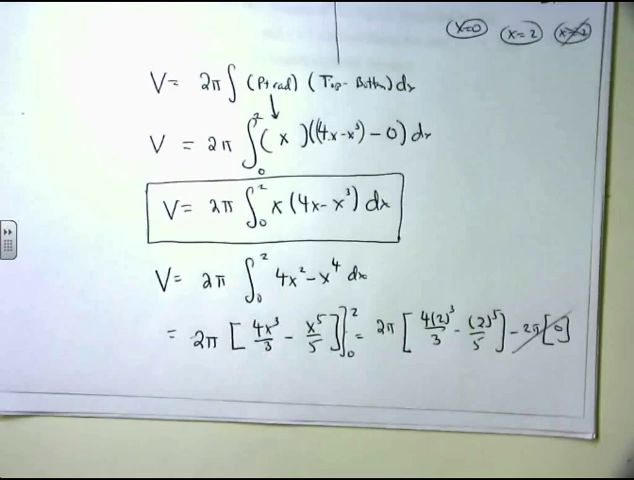 x=0 x=2 x=-2
V= 2π∫(Pt rad)(Top-Bottom)dx
V = 2π ∫₀²( x )((4x-x³)-0)dx
V= 2π ∫₀² x(4x-x³) dx
V= 2π ∫₀² 4x²-x⁴ dx
= 2π [4x³/3 - x⁵/5]]₀² = 2π [4(2)³/3 - (2)⁵/5] - 2π[0]